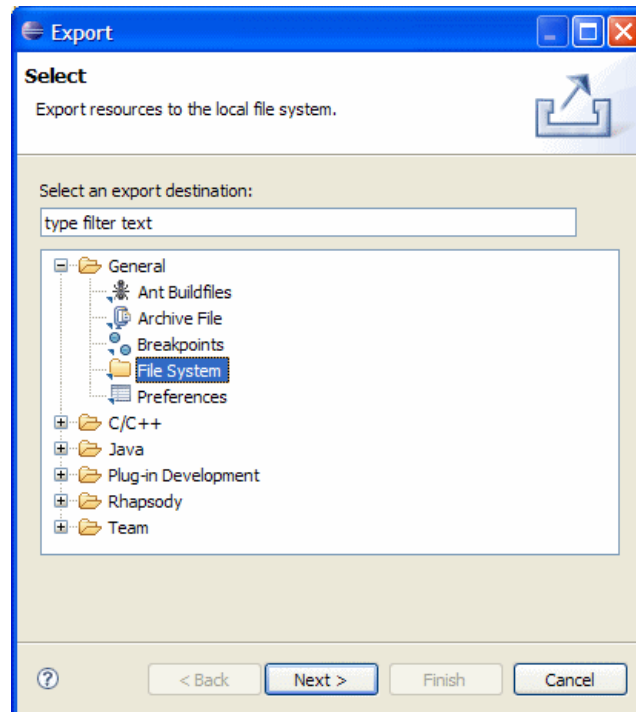 Export
Select
Export resources to the local file system.
Select an export destination:
type filter text
General
Ant Buildfiles
Archive File
Breakpoints
File System
Preferences
C/C++
Java
Plug-in Development
Rhapsody
Team
? < Back Next > Finish Cancel